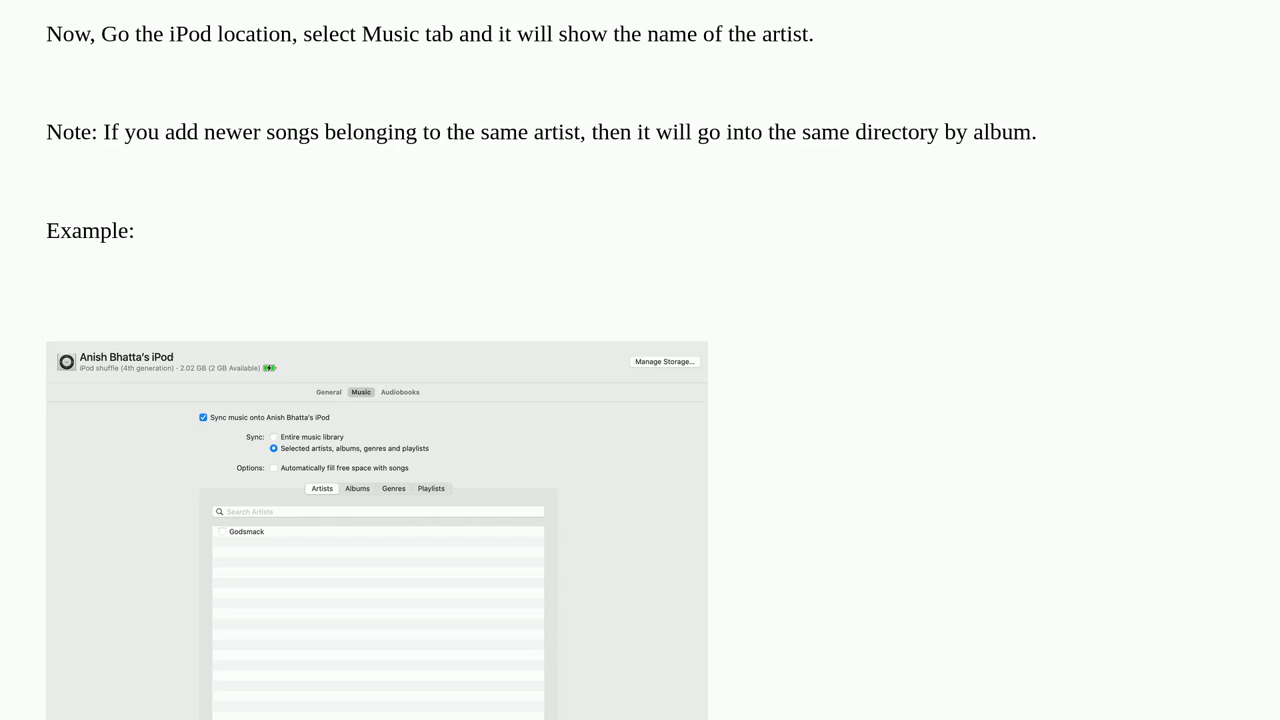 Now, Go the iPod location, select Music tab and it will show the name of the artist.
Note: If you add newer songs belonging to the same artist, then it will go into the same directory by album.
Example:
Anish Bhatta's iPod
iPod shuffle (4th generation) · 2.02 GB (2 GB Available)
Manage Storage...
General Music Audiobooks
Sync music onto Anish Bhatta's iPod
Sync: Entire music library
Selected artists, albums, genres and playlists
Options: Automatically fill free space with songs
Artists Albums Genres Playlists
Search Artists
Godsmack